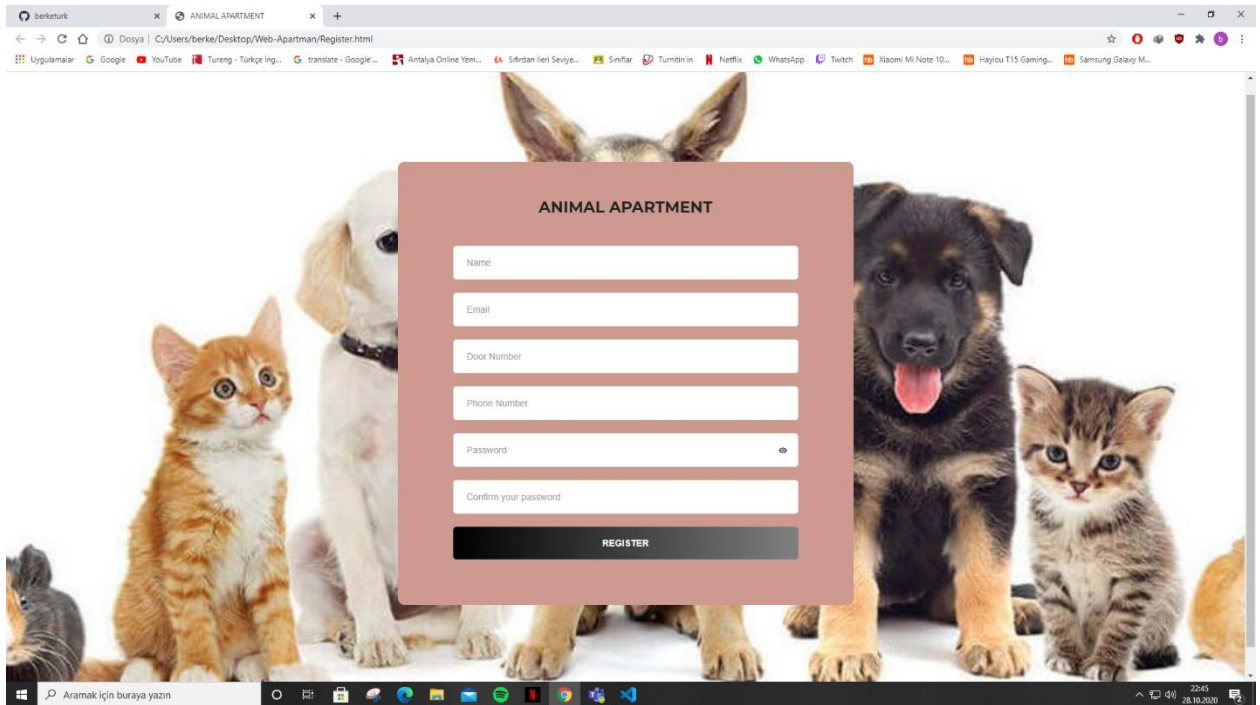 berketurk
ANIMAL APARTMENT
Dosya | C:/Users/berke/Desktop/Web-Apartman/Register.html
Uygulamalar Google YouTube Tureng - Türkçe İng... translate - Google'... Antalya Online Yem... Sıfırdan İleri Seviye... Sınıflar Turnitin'in Netflix WhatsApp Twitch Xiaomi Mi Note 10... Haylou T15 Gaming... Samsung Galaxy M...
ANIMAL APARTMENT
Name
Email
Door Number
Phone Number
Password
Confirm your password
REGISTER
Aramak için buraya yazın
22:45
28.10.2020